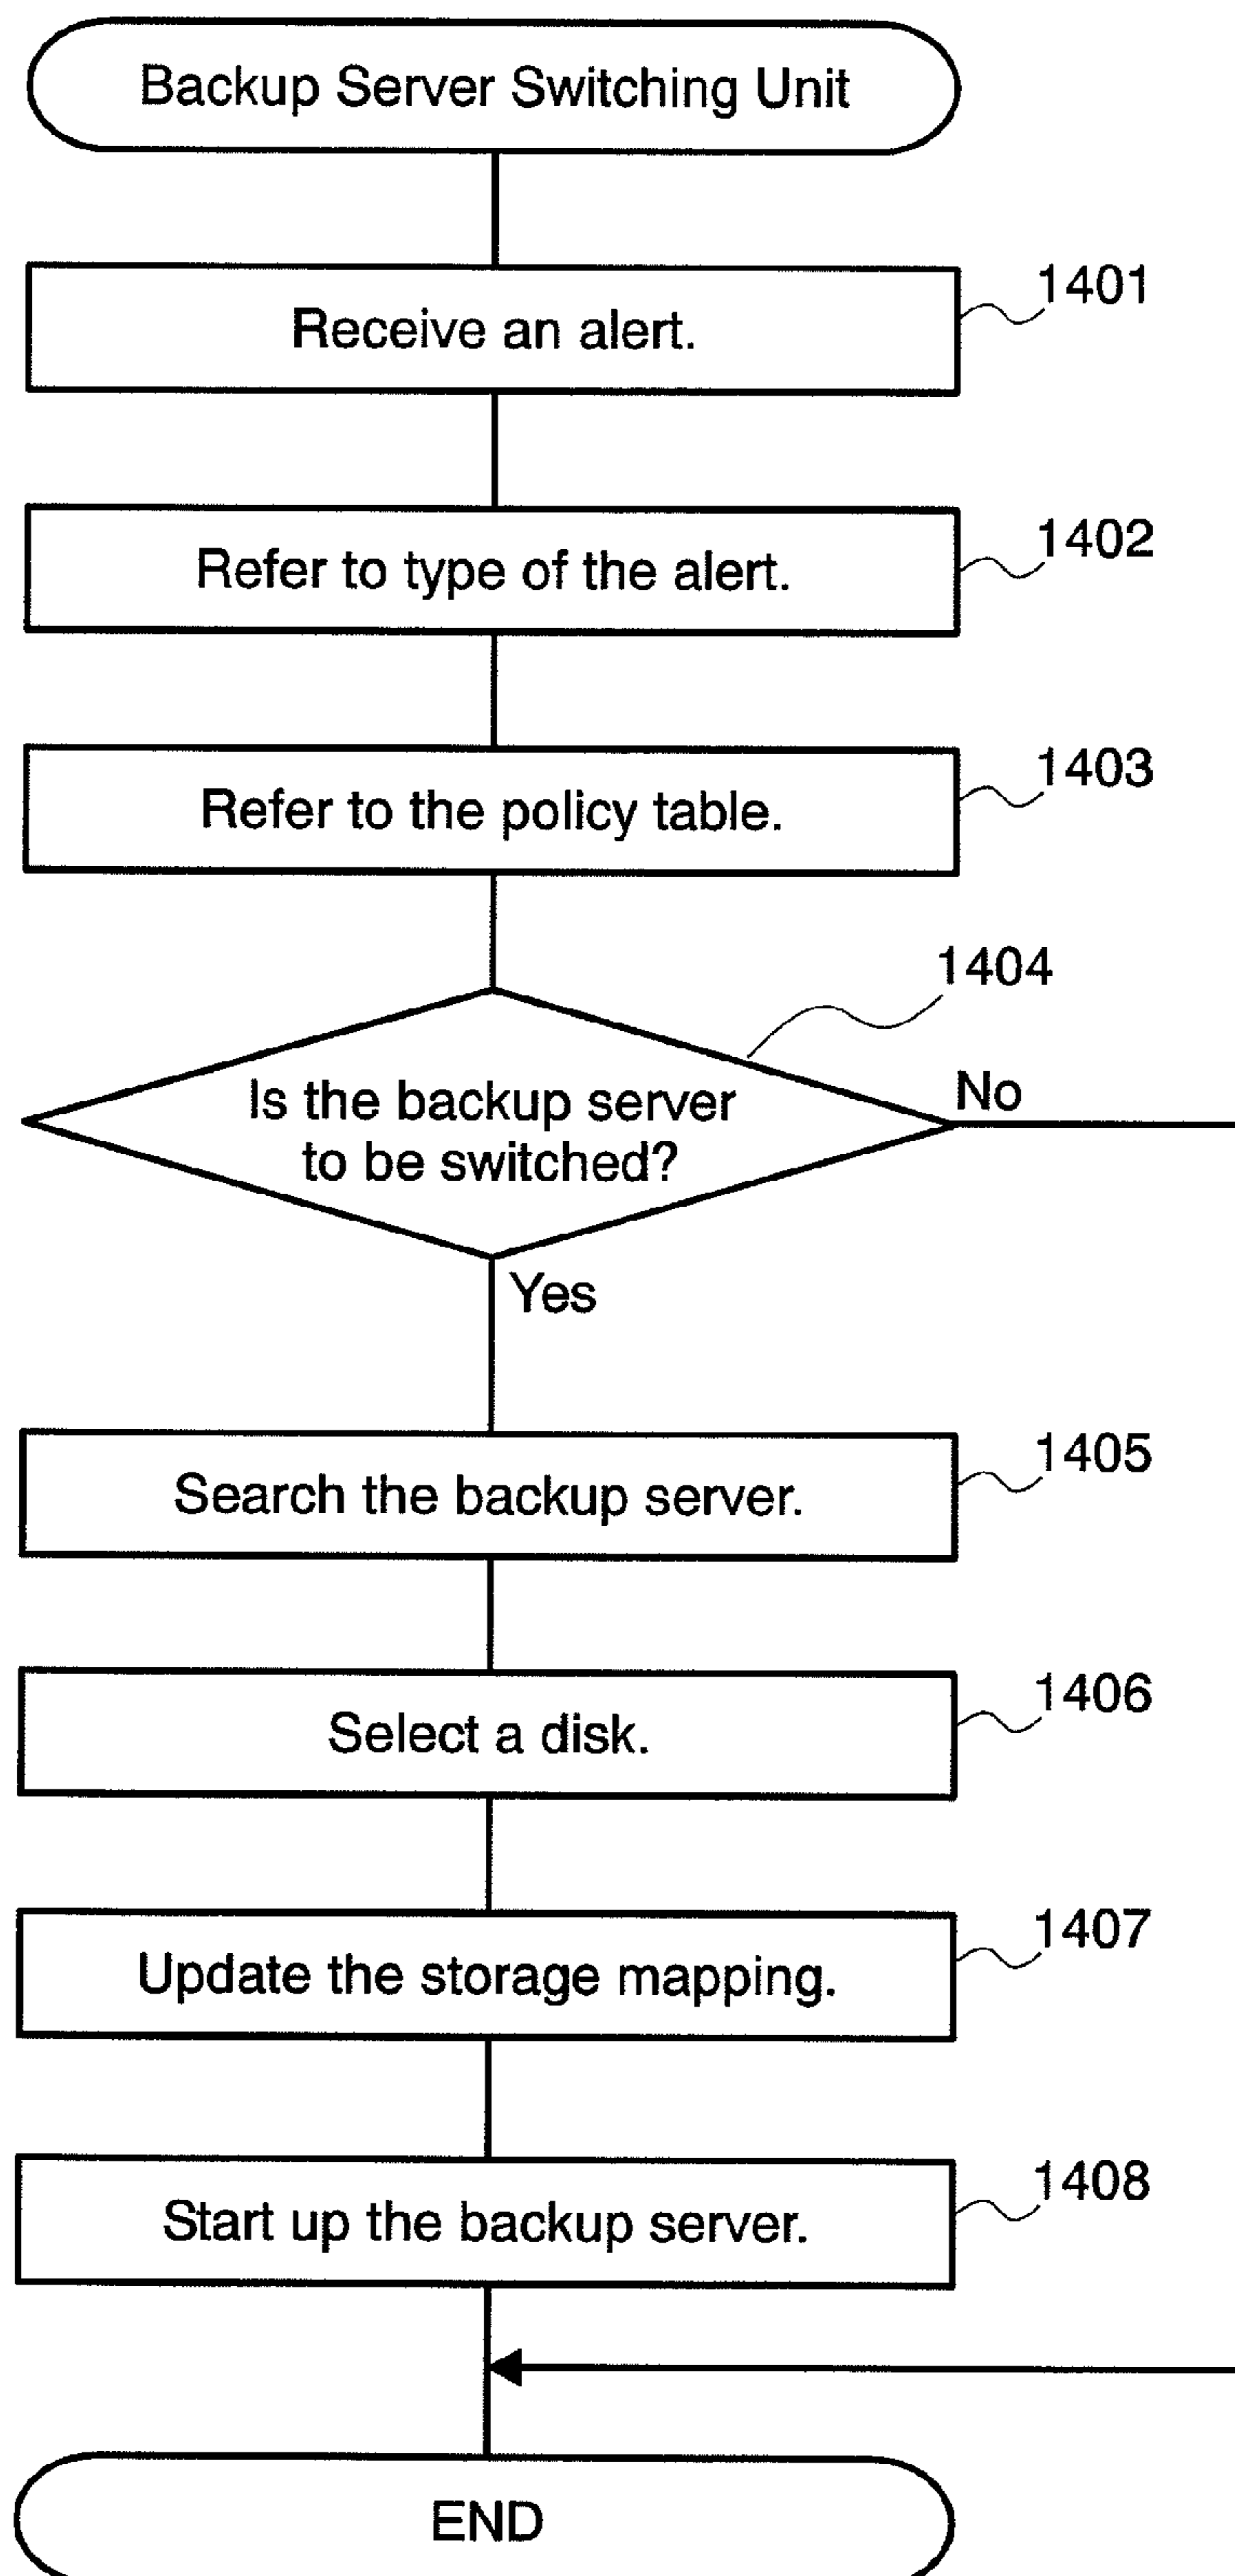 Backup Server Switching Unit
1401
Receive an alert.
1402
Refer to type of the alert.
1403
Refer to the policy table.
1404
Is the backup server
to be switched?
No
Yes
1405
Search the backup server.
1406
Select a disk.
1407
Update the storage mapping.
1408
Start up the backup server.
END